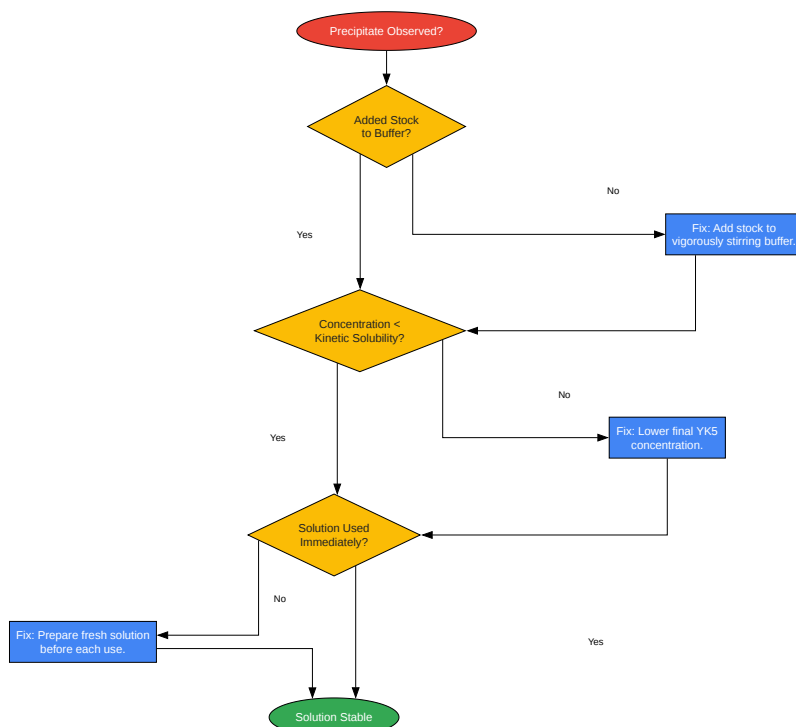 Precipitate Observed?
Added Stock
to Buffer?
No
Fix: Add stock to
vigorously stirring buffer.
Yes
Concentration <
Kinetic Solubility?
No
Fix: Lower final YK5
concentration.
Yes
Solution Used
Immediately?
No
Fix: Prepare fresh solution
before each use.
Yes
Solution Stable